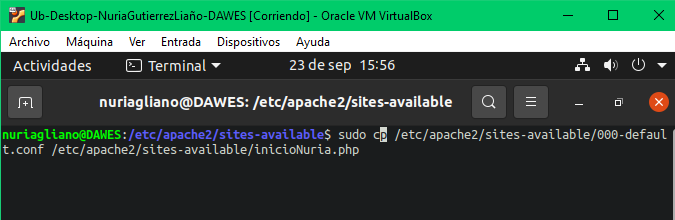 Ub-Desktop-NuriaGutierrezLiaño-DAWES [Corriendo] - Oracle VM VirtualBox
Archivo Máquina Ver Entrada Dispositivos Ayuda
Actividades Terminal 23 de sep 15:56
nuriagliano@DAWES: /etc/apache2/sites-available
nuriagliano@DAWES:/etc/apache2/sites-available$ sudo cp /etc/apache2/sites-available/000-defaul
t.conf /etc/apache2/sites-available/inicioNuria.php